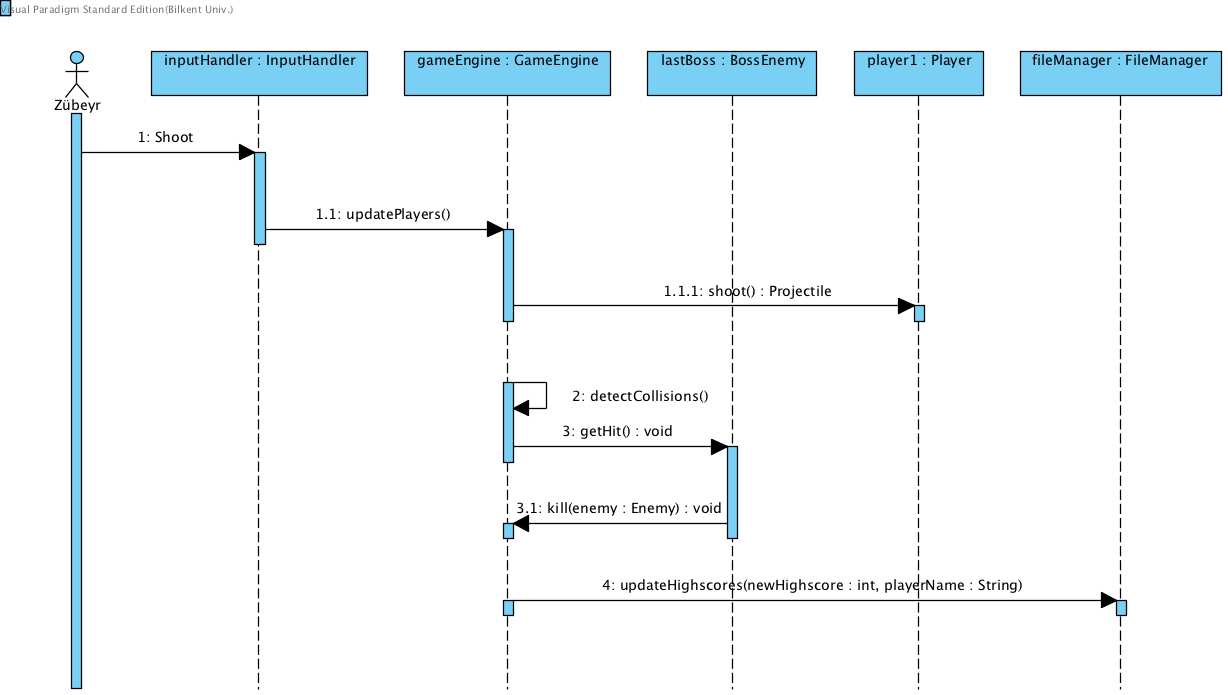 Visual Paradigm Standard Edition(Bilkent Univ.)
inputHandler : InputHandler
gameEngine : GameEngine
lastBoss : BossEnemy
player1 : Player
fileManager : FileManager
Zübeyr
1: Shoot
1.1: updatePlayers()
1.1.1: shoot() : Projectile
2: detectCollisions()
3: getHit() : void
3.1: kill(enemy : Enemy) : void
4: updateHighscores(newHighscore : int, playerName : String)